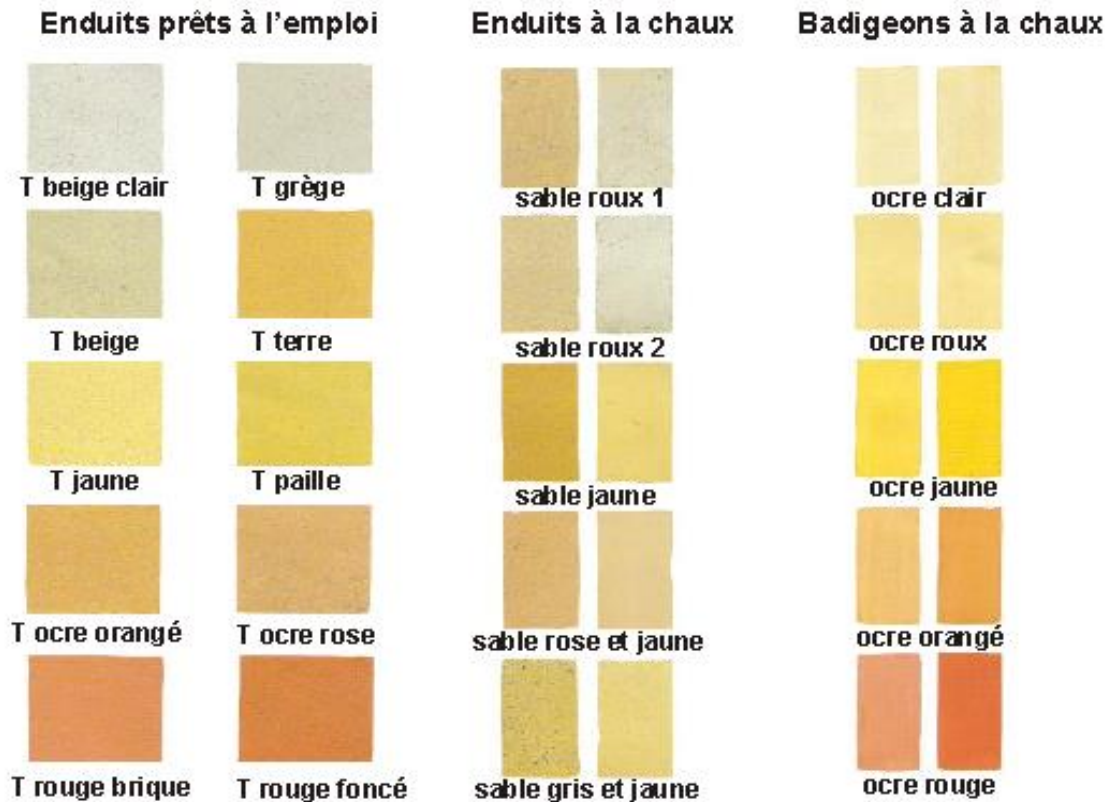 Enduits prêts à l'emploi
Enduits à la chaux
Badigeons à la chaux
T beige clair
T grège
sable roux 1
ocre clair
T beige
T terre
sable roux 2
ocre roux
T jaune
T paille
sable jaune
ocre jaune
T ocre orangé
T ocre rose
sable rose et jaune
ocre orangé
T rouge brique
T rouge foncé
sable gris et jaune
ocre rouge